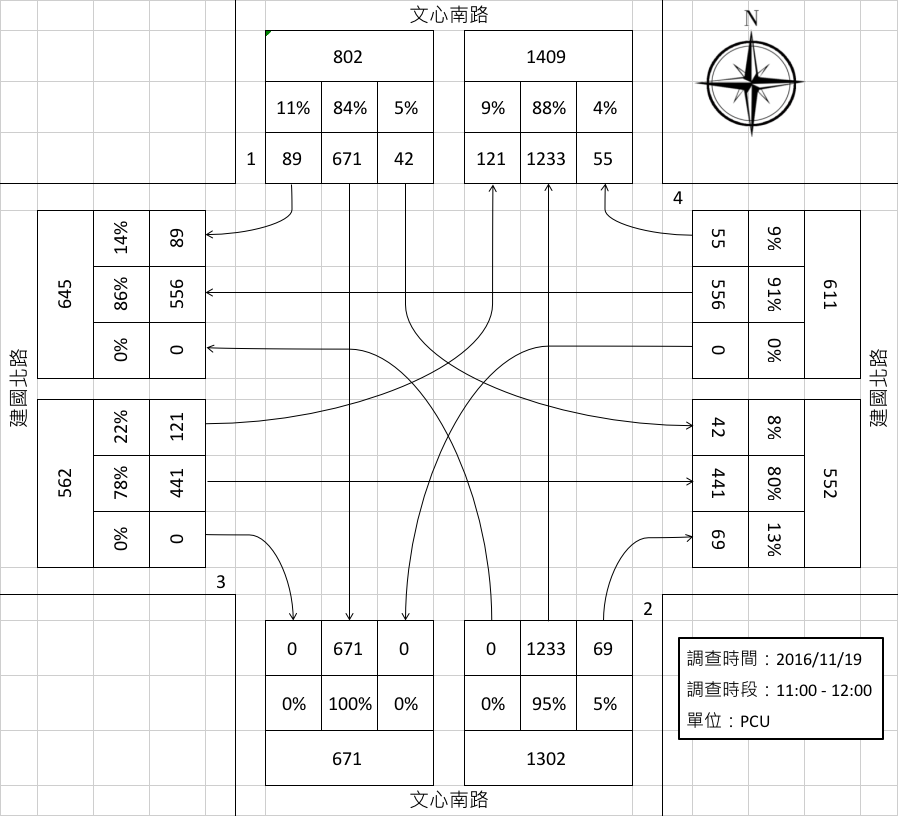 文心南路
N
802
1409
11% 84% 5%
9% 88% 4%
1
89 671 42
121 1233 55
4
645
14% 89
86% 556
0% 0
55 9%
556 91%
0 0%
611
建國北路
建國北路
562
22% 121
78% 441
0% 0
42 8%
441 80%
69 13%
552
3
2
0 671 0
0 1233 69
0% 100% 0%
0% 95% 5%
671
1302
文心南路
調查時間：2016/11/19
調查時段：11:00 - 12:00
單位：PCU